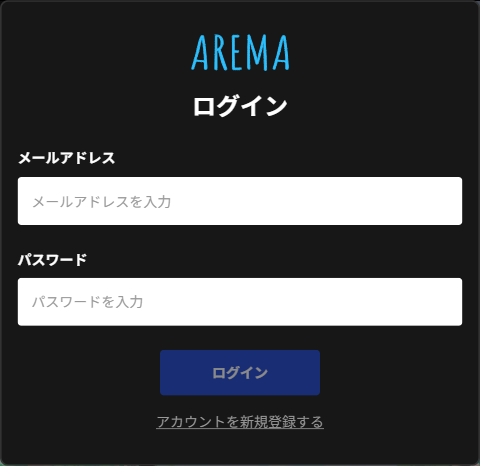 AREMA
ログイン
メールアドレス
メールアドレスを入力
パスワード
パスワードを入力
ログイン
アカウントを新規登録する